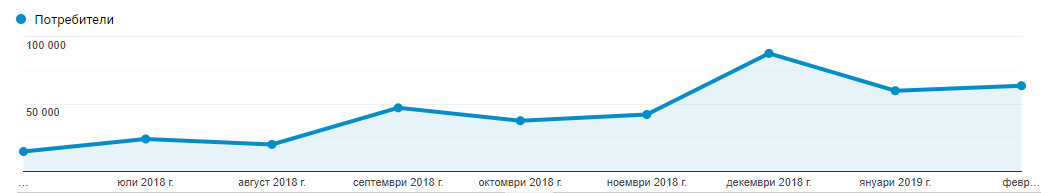 Потребители
100 000
50 000
... юли 2018 г. август 2018 г. септември 2018 г. октомври 2018 г. ноември 2018 г. декември 2018 г. януари 2019 г. февр...